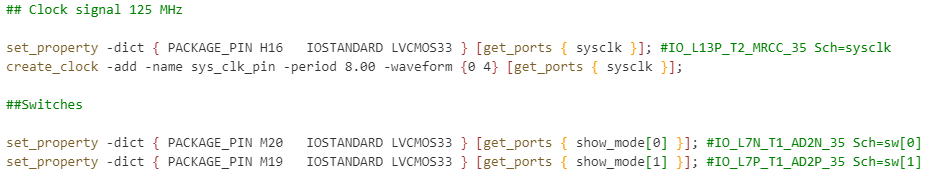 ## Clock signal 125 MHz
set_property -dict { PACKAGE_PIN H16   IOSTANDARD LVCMOS33 } [get_ports { sysclk }]; #IO_L13P_T2_MRCC_35 Sch=sysclk
create_clock -add -name sys_clk_pin -period 8.00 -waveform {0 4} [get_ports { sysclk }];
##Switches
set_property -dict { PACKAGE_PIN M20   IOSTANDARD LVCMOS33 } [get_ports { show_mode[0] }]; #IO_L7N_T1_AD2N_35 Sch=sw[0]
set_property -dict { PACKAGE_PIN M19   IOSTANDARD LVCMOS33 } [get_ports { show_mode[1] }]; #IO_L7P_T1_AD2P_35 Sch=sw[1]